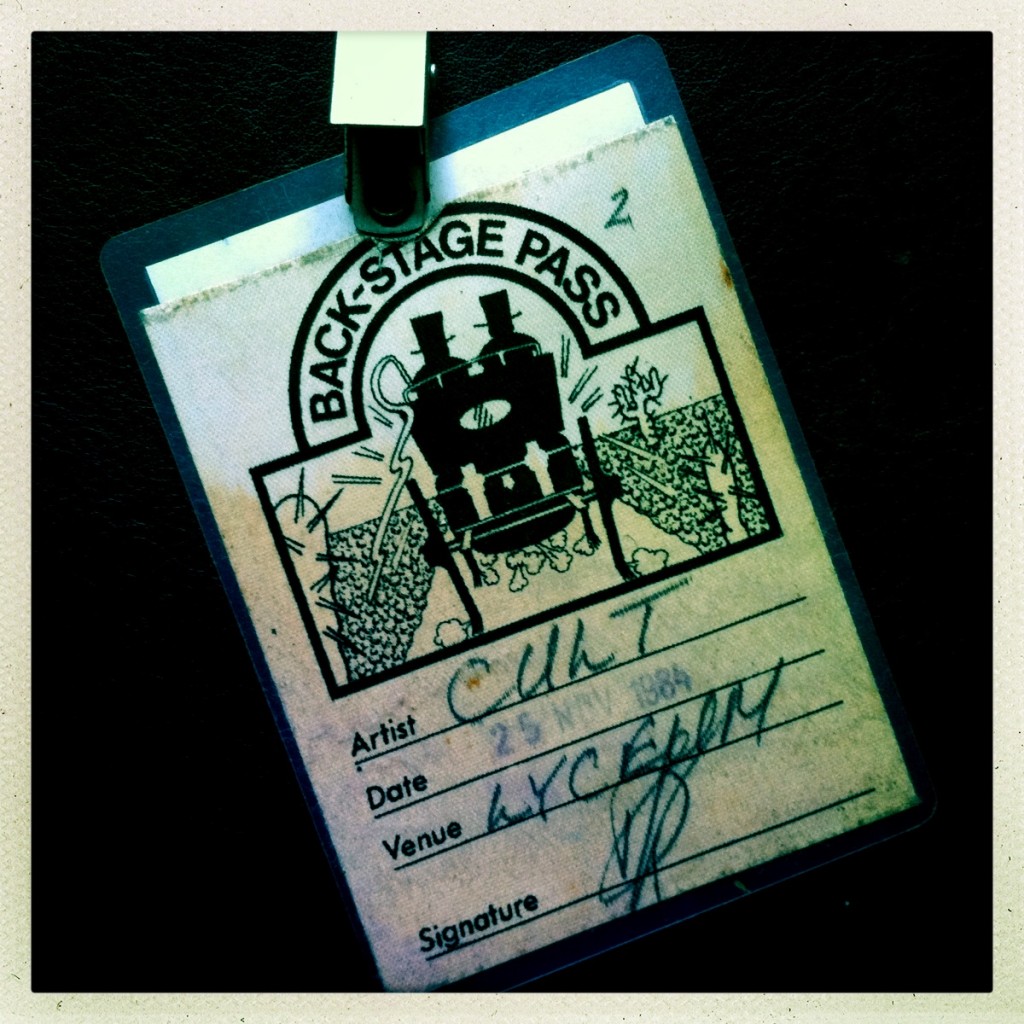 2
BACK-STAGE PASS
Artist CULT
Date 25 NOV 1984
Venue LYCEUM
Signature